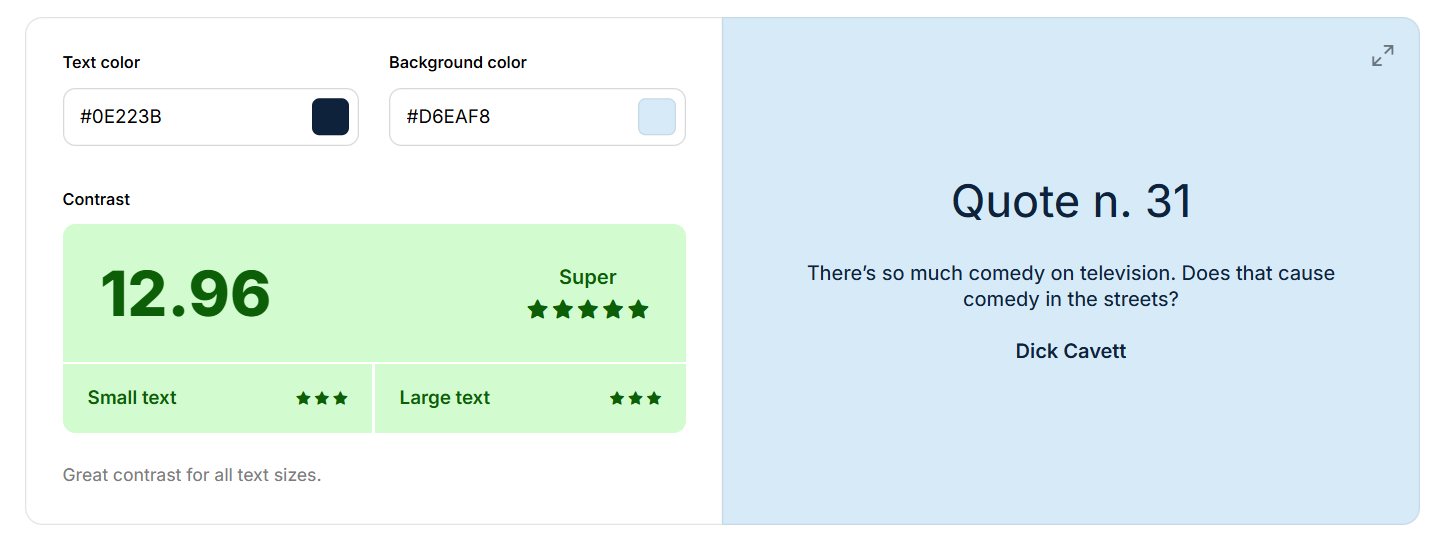 Text color
Background color
#0E223B
#D6EAF8
Contrast
12.96
Super
Small text
Large text
Great contrast for all text sizes.
Quote n. 31
There’s so much comedy on television. Does that cause
comedy in the streets?
Dick Cavett